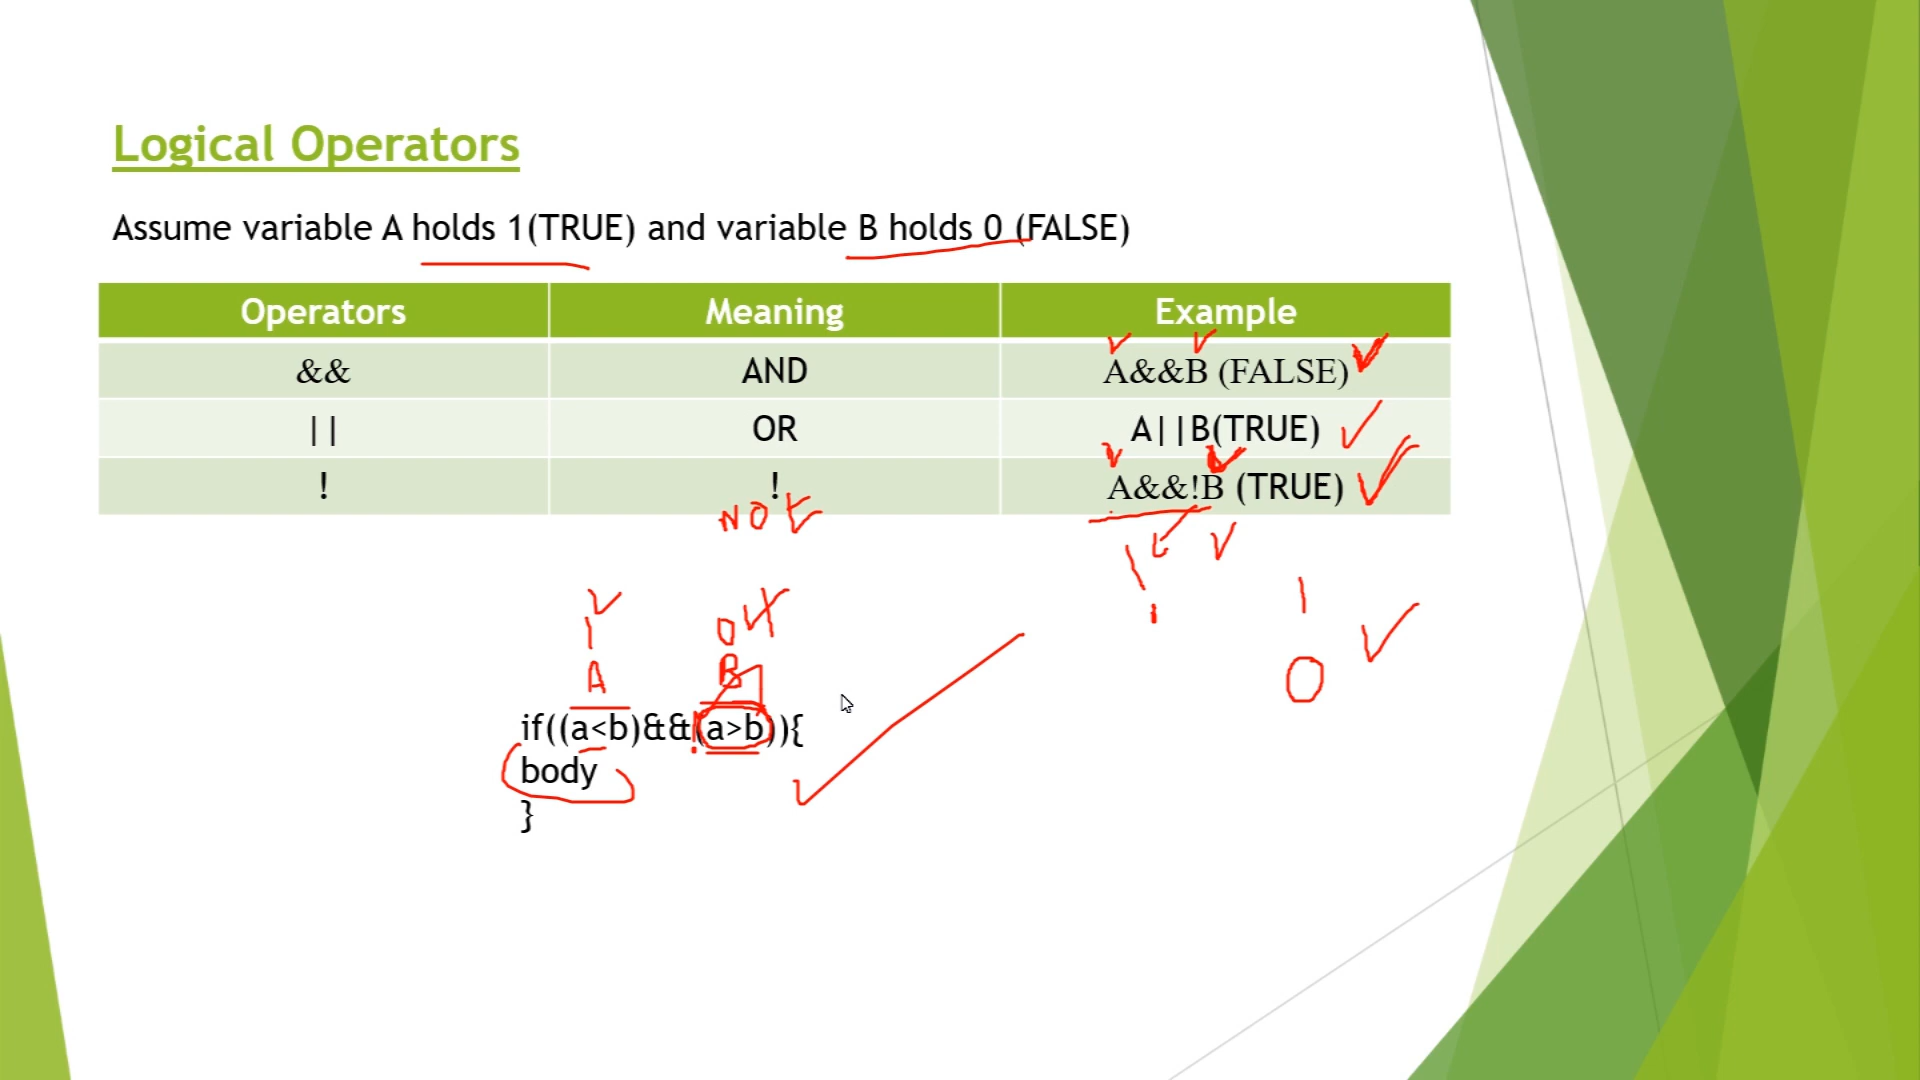 Logical Operators
Assume variable A holds 1(TRUE) and variable B holds 0 (FALSE)
Operators Meaning Example
&& AND A&&B (FALSE)
|| OR A||B(TRUE)
! ! A&&!B (TRUE)
NOT
1 0
A B
1
0
if((a<b)&&!(a>b)){
body
}